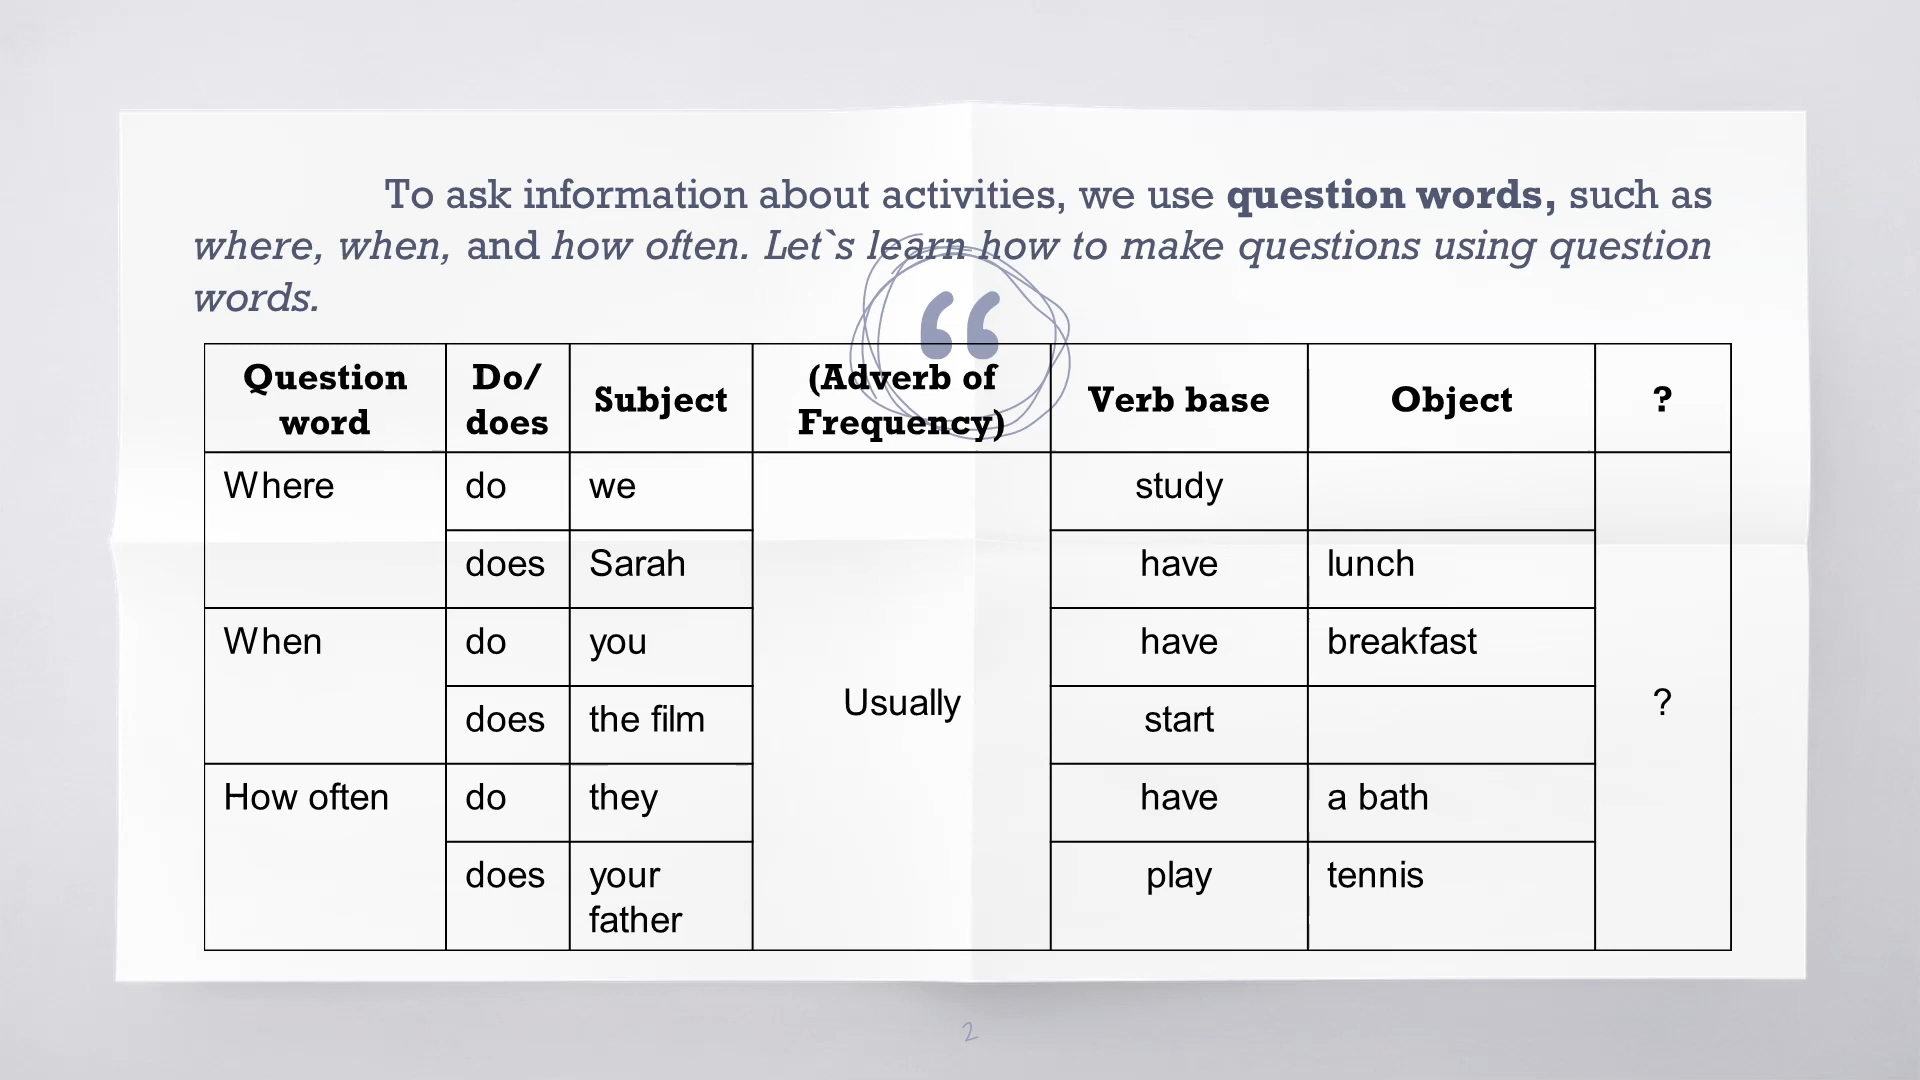 To ask information about activities, we use question words, such as
where, when, and how often. Let`s learn how to make questions using question
words.
Question word	Do/ does	Subject	(Adverb of Frequency)	Verb base	Object	?
Where	do	we	study
does	Sarah	have	lunch
When	do	you	have	breakfast
Usually	?
does	the film	start
How often	do	they	have	a bath
does	your father	play	tennis
2